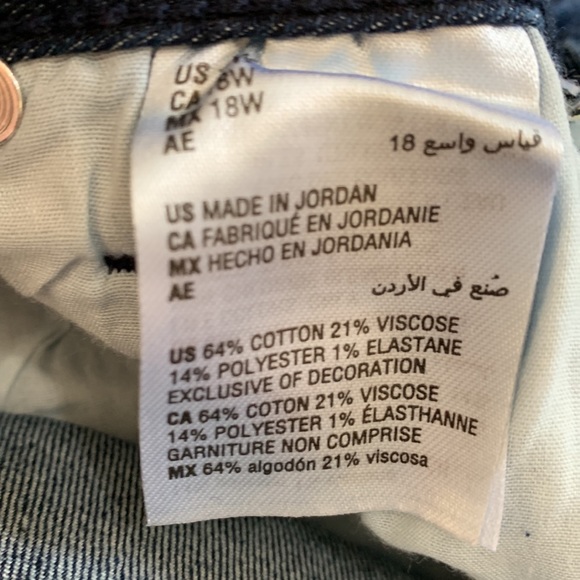 US 18W
CA
MX 18W
AE قياس واسع 18
US MADE IN JORDAN
CA FABRIQUÉ EN JORDANIE
MX HECHO EN JORDANIA
AE صُنع في الأردن
US 64% COTTON 21% VISCOSE
14% POLYESTER 1% ELASTANE
EXCLUSIVE OF DECORATION
CA 64% COTON 21% VISCOSE
14% POLYESTER 1% ÉLASTHANNE
GARNITURE NON COMPRISE
MX 64% algodón 21% viscosa